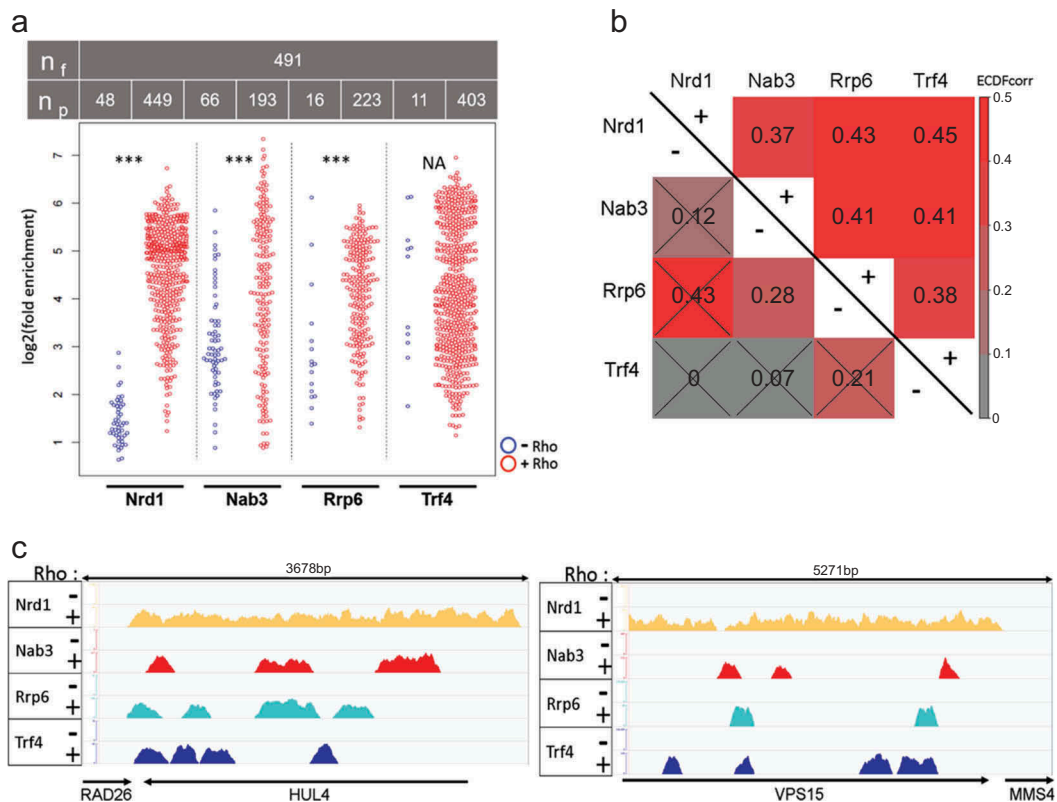 a
n f 491
n p 48 449 66 193 16 223 11 403
log2(fold enrichment)
7
6
5
4
3
2
1
*** *** *** NA
- Rho
+ Rho
Nrd1 Nab3 Rrp6 Trf4
b
Nrd1 Nab3 Rrp6 Trf4
ECDFcorr
Nrd1 + - 0.37 0.43 0.45
Nab3 0.12 + - 0.41 0.41
Rrp6 0.43 0.28 + - 0.38
Trf4 0 0.07 0.21 + -
0.5
0.4
0.3
0.2
0.1
0
c
Rho : 3678bp
Nrd1 - +
Nab3 - +
Rrp6 - +
Trf4 - +
RAD26 HUL4
Rho : 5271bp
Nrd1 - +
Nab3 - +
Rrp6 - +
Trf4 - +
VPS15 MMS4